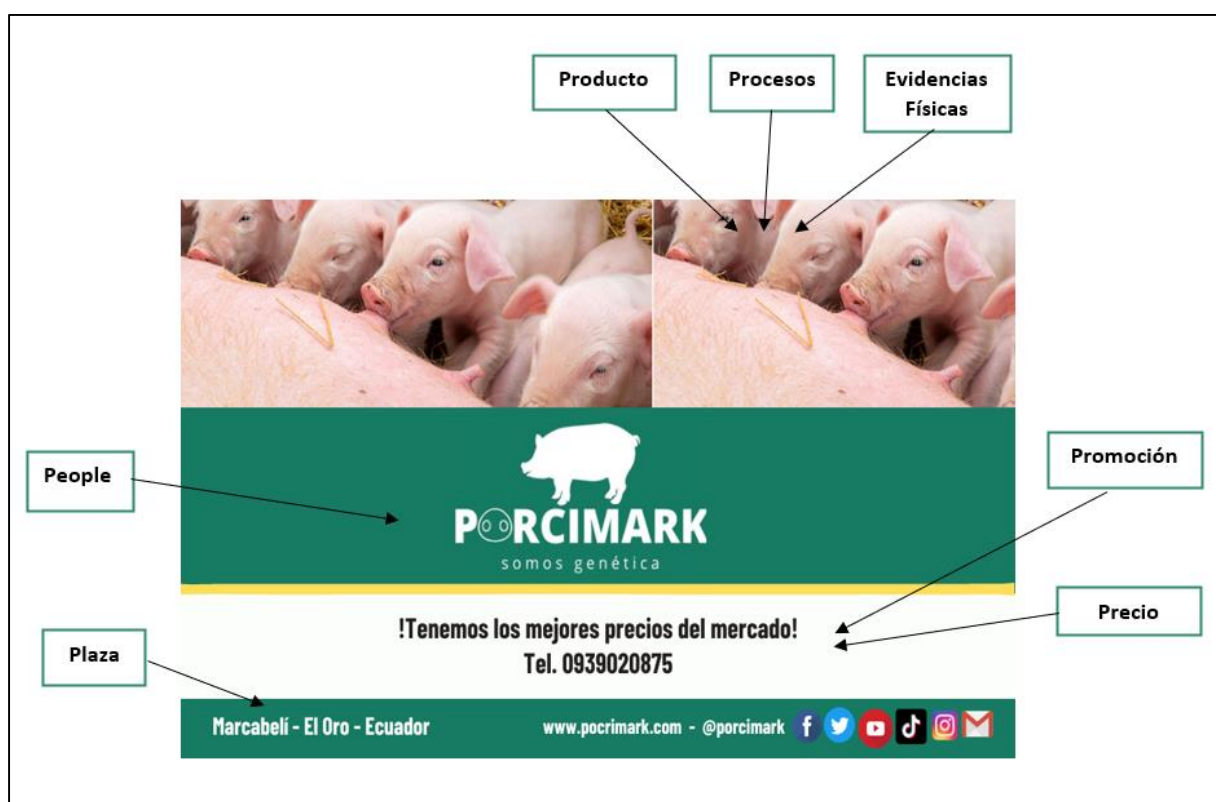 Producto
Procesos
Evidencias
Físicas
People
PORCIMARK
somos genética
Promoción
!Tenemos los mejores precios del mercado!
Precio
Tel. 0939020875
Plaza
Marcabelí - El Oro - Ecuador
www.pocrimark.com - @porcimark